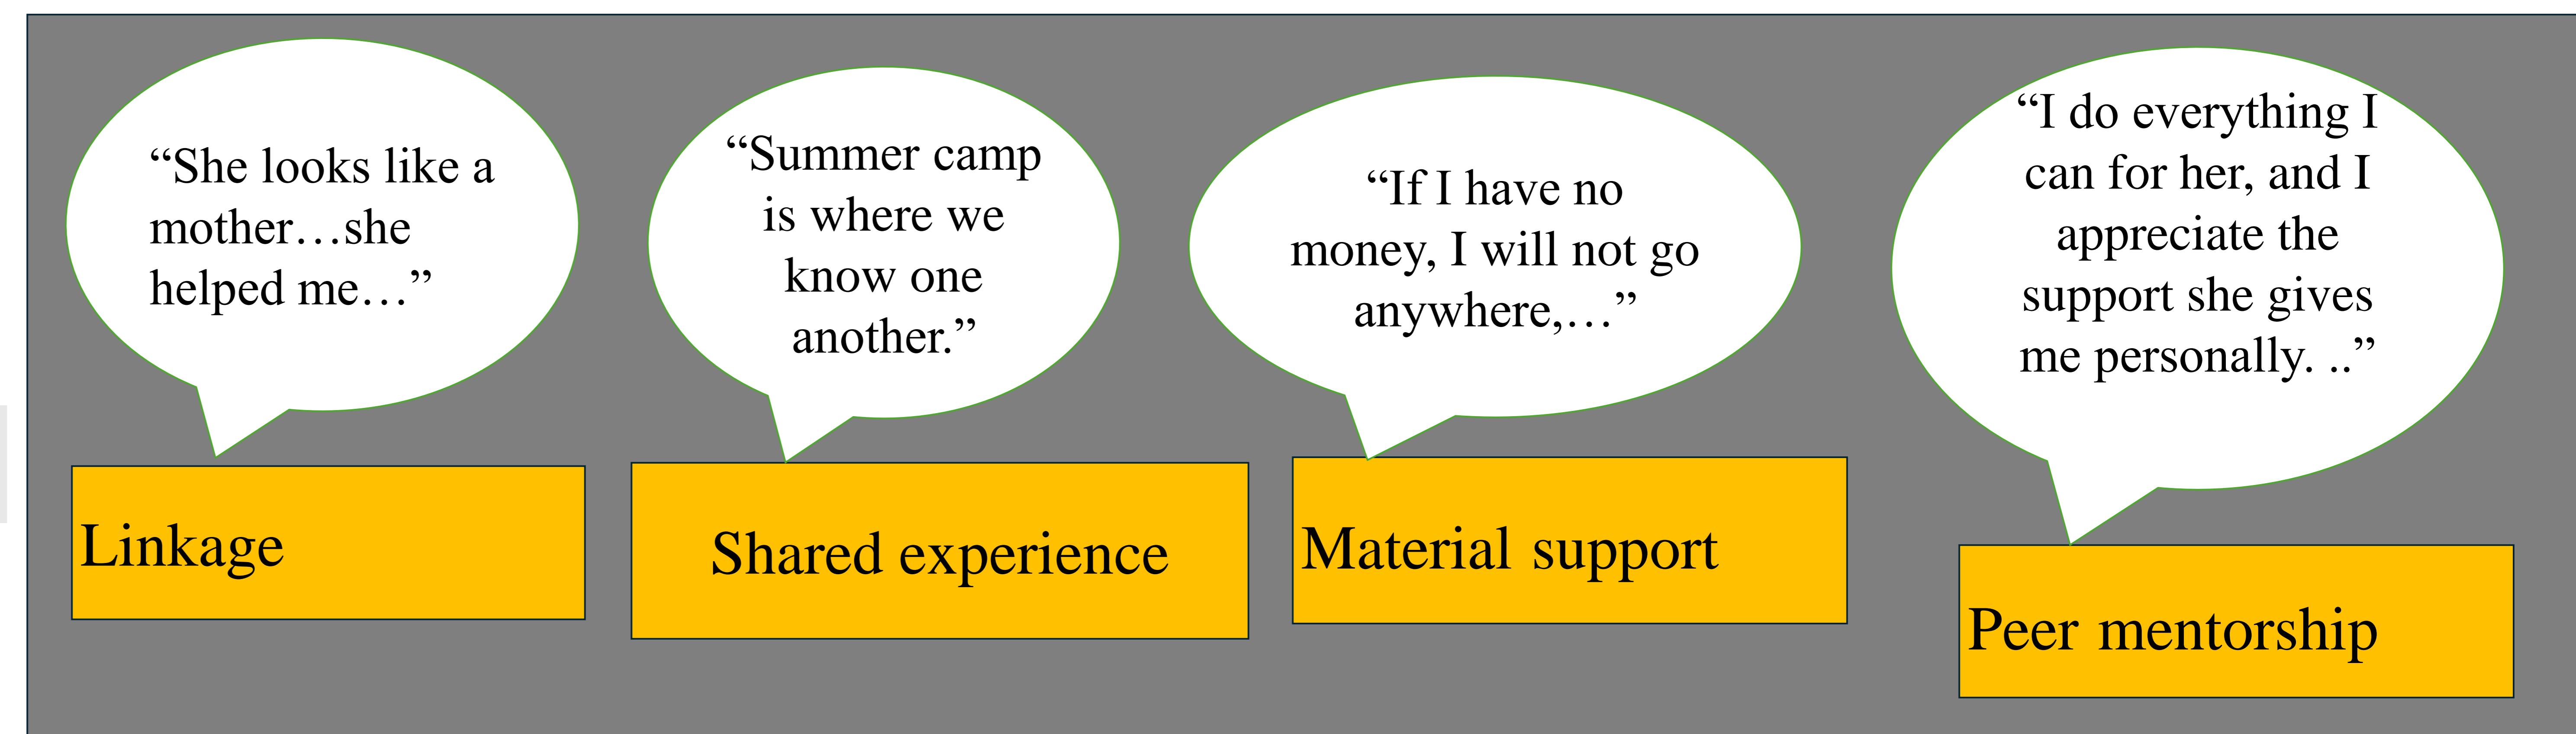 “She looks like a
mother…she
helped me…”
Linkage
“Summer camp
is where we
know one
another.”
Shared experience
“If I have no
money, I will not go
anywhere,…”
Material support
“I do everything I
can for her, and I
appreciate the
support she gives
me personally. ..”
Peer mentorship